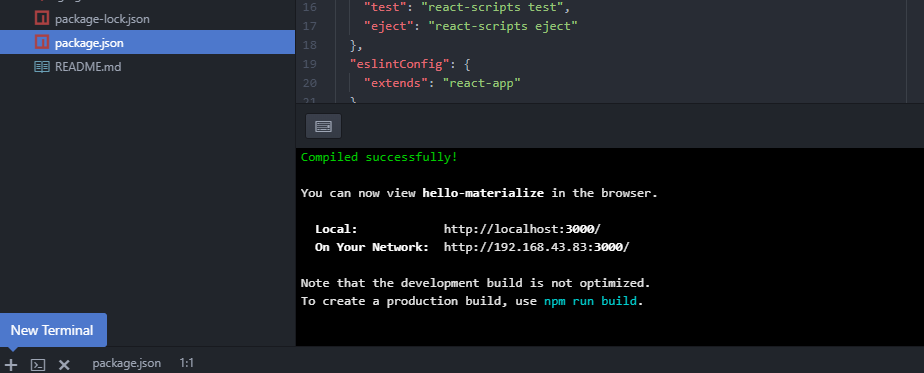 package-lock.json
package.json
README.md
16 "test": "react-scripts test",
17 "eject": "react-scripts eject"
18 },
19 "eslintConfig": {
20 "extends": "react-app"
21 }
Compiled successfully!
You can now view hello-materialize in the browser.
Local: http://localhost:3000/
On Your Network: http://192.168.43.83:3000/
Note that the development build is not optimized.
To create a production build, use npm run build.
New Terminal
package.json 1:1